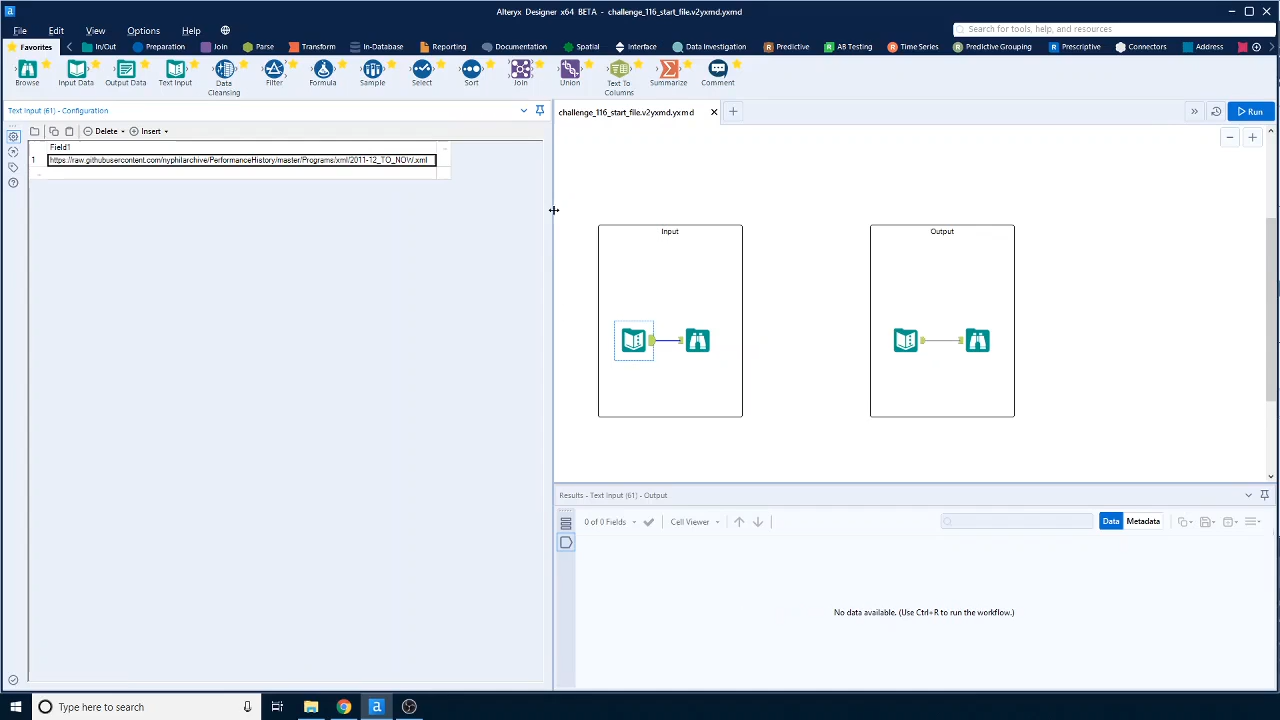 Alteryx Designer x64 BETA - challenge_116_start_file.v2yxmd.yxmd
File Edit View Options Help
Search for tools, help, and resources
Favorites In/Out Preparation Join Parse Transform In-Database Reporting Documentation Spatial Interface Data Investigation Predictive AB Testing Time Series Predictive Grouping Prescriptive Connectors Address
Browse Input Data Output Data Text Input Data Cleansing Filter Formula Sample Select Sort Join Union Text To Columns Summarize Comment
Text Input (61) - Configuration
challenge_116_start_file.v2yxmd.yxmd
Run
Delete Insert
Field1
1 https://raw.githubusercontent.com/nyphilarchive/PerformanceHistory/master/Programs/xml/2011-12_TO_NOW.xml
Input
Output
Results - Text Input (61) - Output
0 of 0 Fields Cell Viewer Data Metadata
No data available. (Use Ctrl+R to run the workflow.)
Type here to search